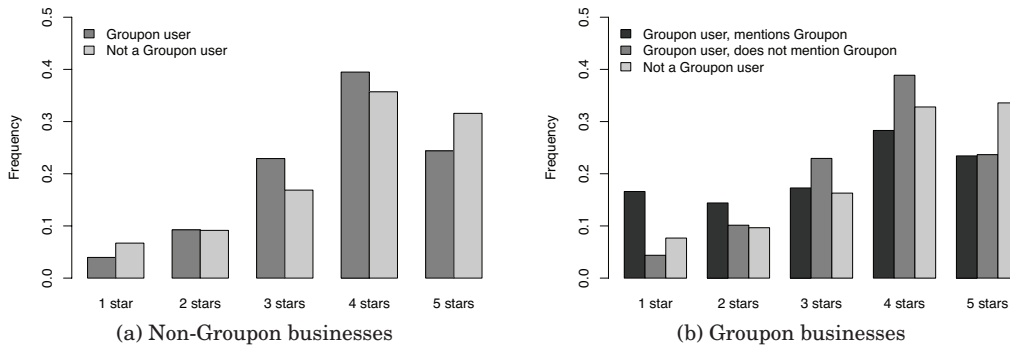 0.5
0.4
0.3
0.2
0.1
0.0
Frequency
Groupon user
Not a Groupon user
1 star 2 stars 3 stars 4 stars 5 stars
(a) Non-Groupon businesses
0.5
0.4
0.3
0.2
0.1
0.0
Frequency
Groupon user, mentions Groupon
Groupon user, does not mention Groupon
Not a Groupon user
1 star 2 stars 3 stars 4 stars 5 stars
(b) Groupon businesses